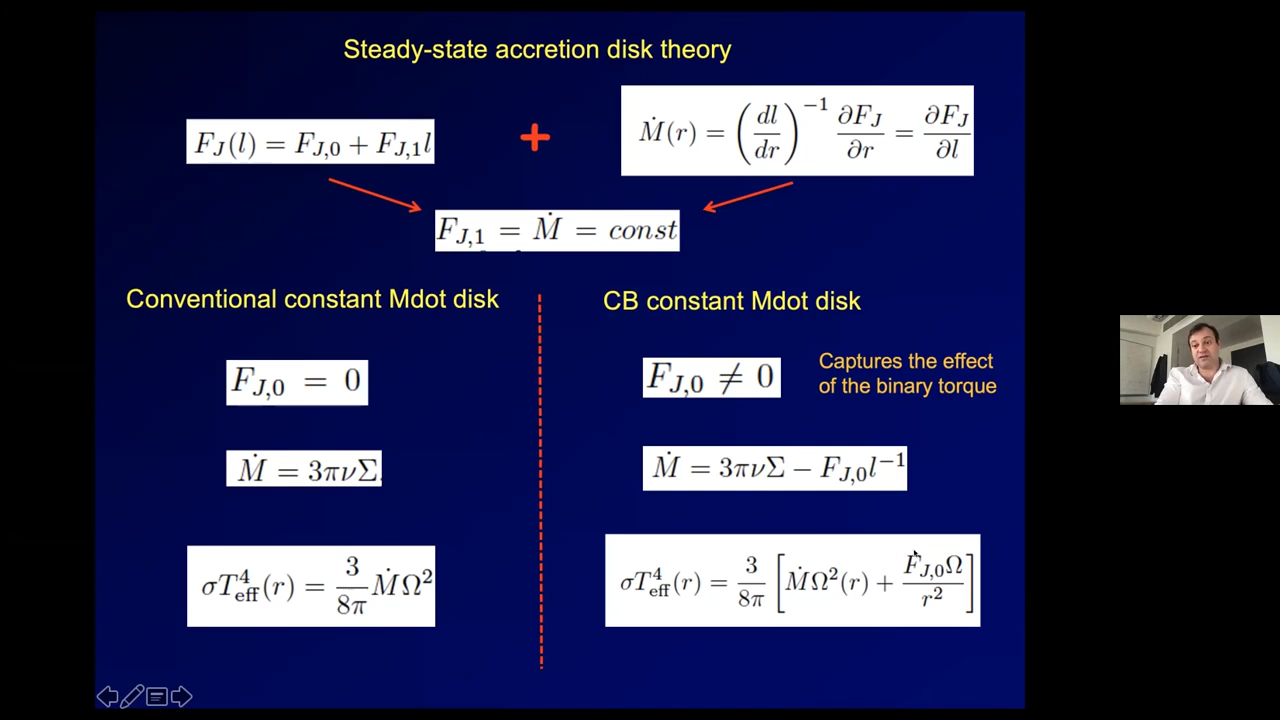 Steady-state accretion disk theory
F_J(l) = F_{J,0} + F_{J,1}l
+
Ṁ(r) = (dl/dr)^{-1} ∂F_J/∂r = ∂F_J/∂l
F_{J,1} = Ṁ = const
Conventional constant Mdot disk
F_{J,0} = 0
Ṁ = 3πνΣ
σT_eff^4(r) = 3/8π ṀΩ^2
CB constant Mdot disk
F_{J,0} ≠ 0
Captures the effect
of the binary torque
Ṁ = 3πνΣ − F_{J,0}l^{−1}
σT_eff^4(r) = 3/8π [ṀΩ^2(r) + F_{J,0}Ω/r^2]